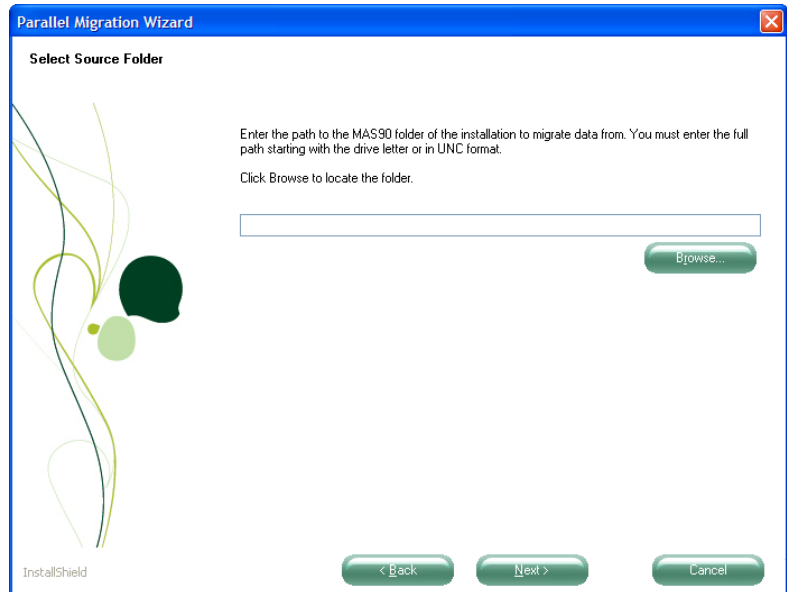 Parallel Migration Wizard
Select Source Folder
Enter the path to the MAS90 folder of the installation to migrate data from. You must enter the full
path starting with the drive letter or in UNC format.
Click Browse to locate the folder.
Browse...
InstallShield
< Back
Next >
Cancel